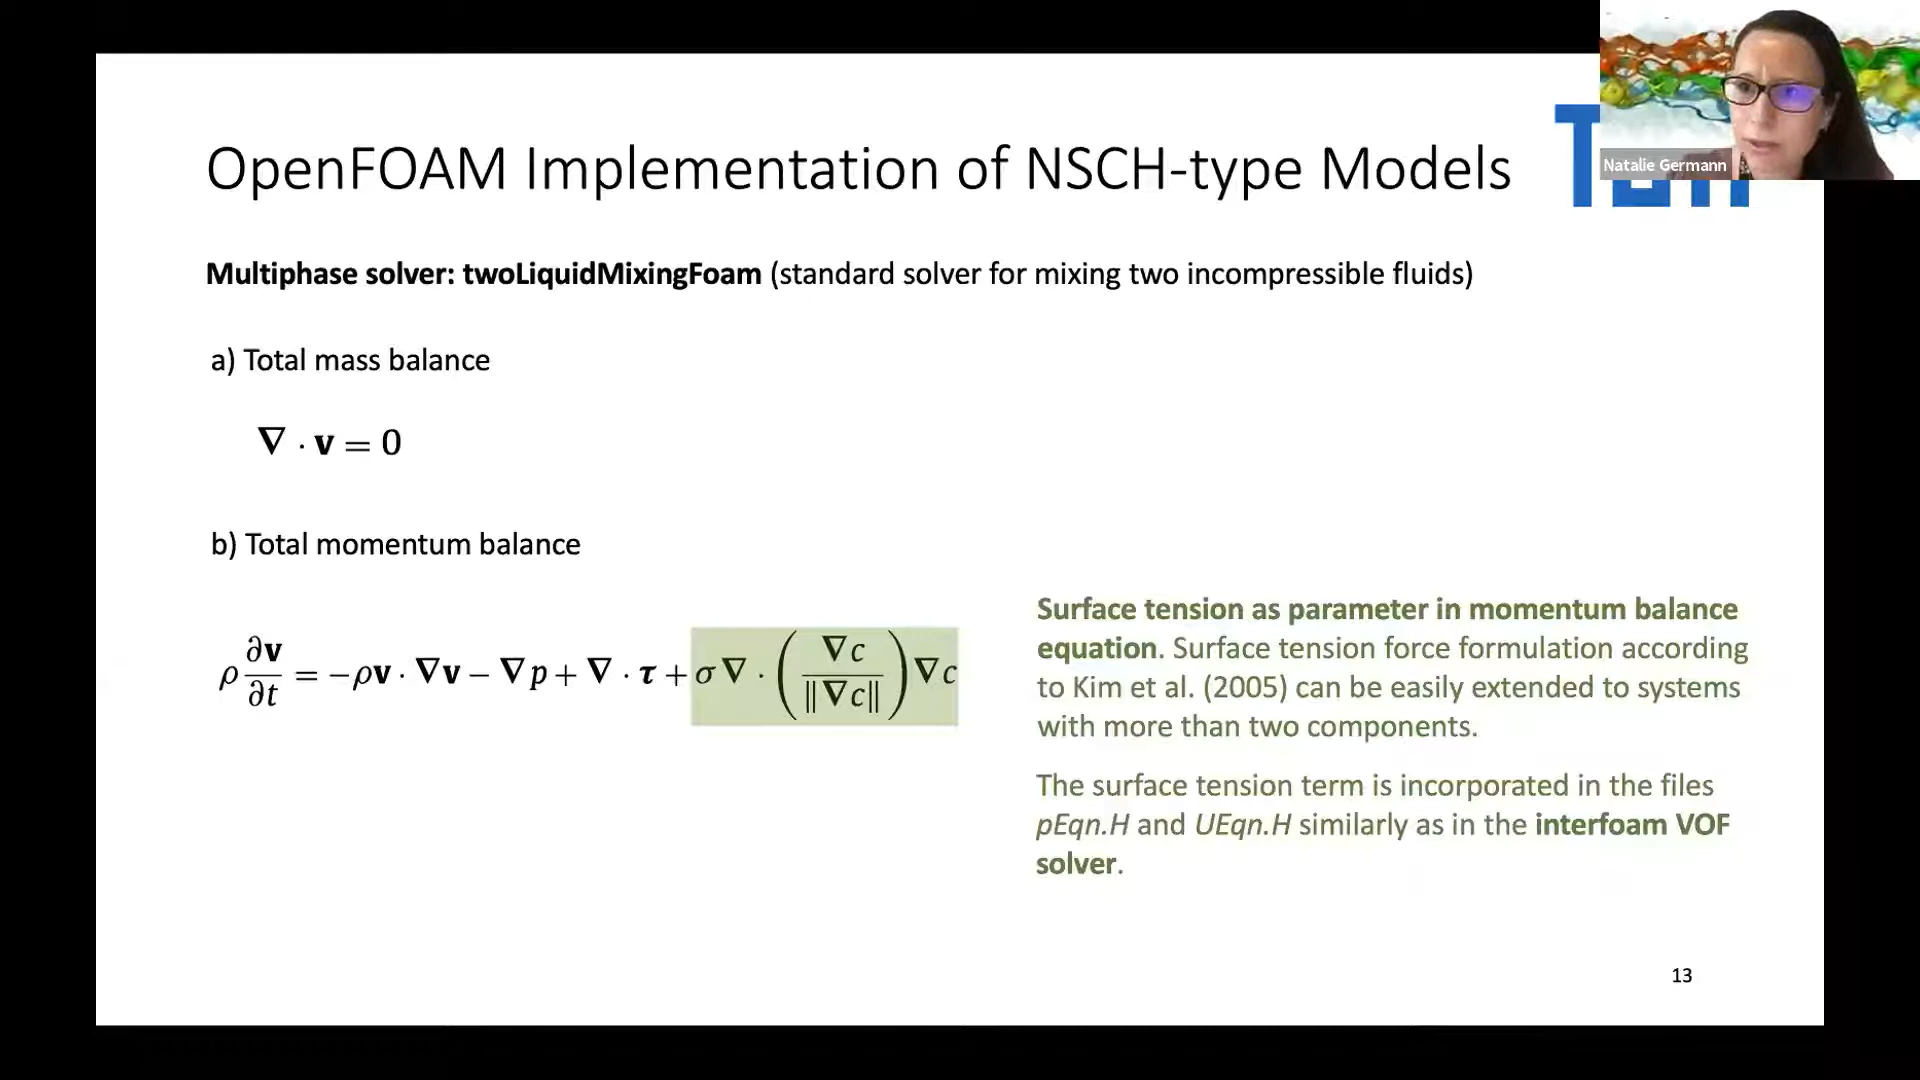 Natalie Germann
OpenFOAM Implementation of NSCH-type Models
Multiphase solver: twoLiquidMixingFoam (standard solver for mixing two incompressible fluids)
a) Total mass balance
∇ · v = 0
b) Total momentum balance
ρ ∂v/∂t = −ρv · ∇v − ∇p + ∇ · τ + σ∇ · (∇c/‖∇c‖) ∇c
Surface tension as parameter in momentum balance
equation. Surface tension force formulation according
to Kim et al. (2005) can be easily extended to systems
with more than two components.
The surface tension term is incorporated in the files
pEqn.H and UEqn.H similarly as in the interfoam VOF
solver.
13